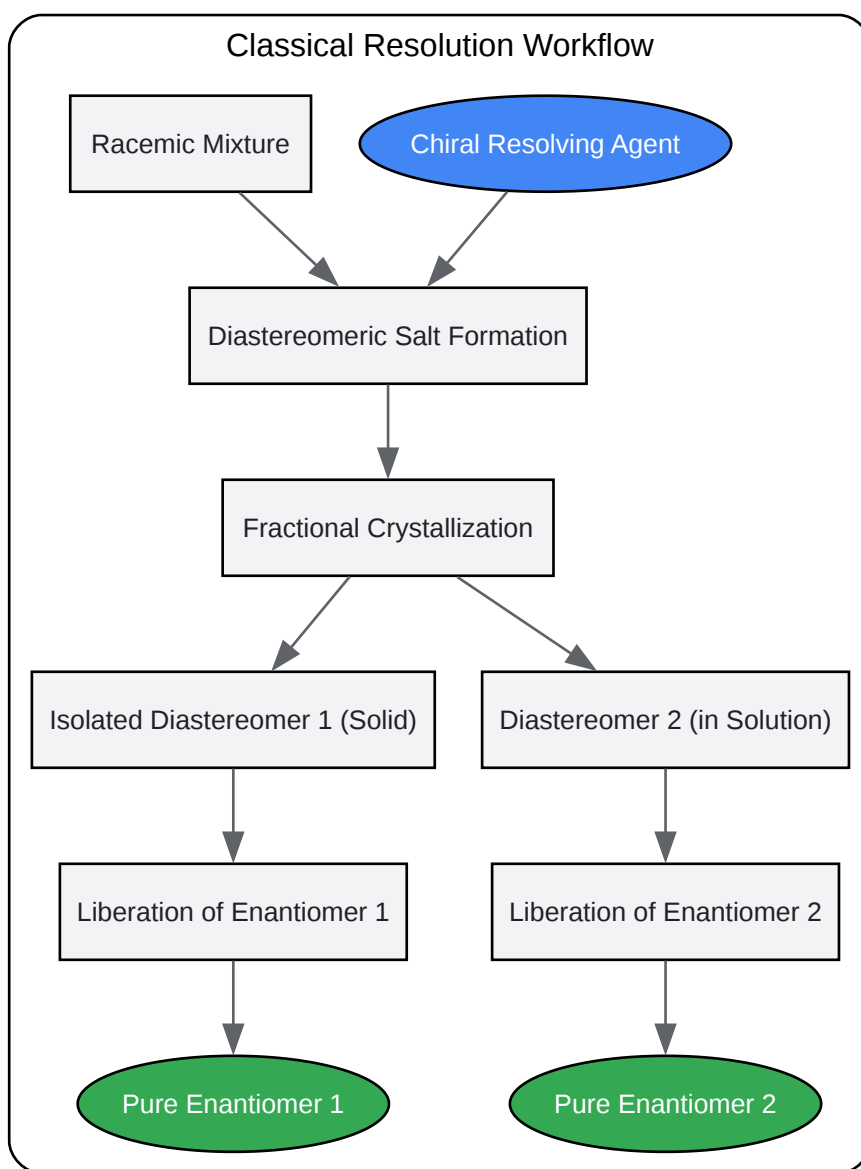 Classical Resolution Workflow
Racemic Mixture
Chiral Resolving Agent
Diastereomeric Salt Formation
Fractional Crystallization
Isolated Diastereomer 1 (Solid)
Diastereomer 2 (in Solution)
Liberation of Enantiomer 1
Liberation of Enantiomer 2
Pure Enantiomer 1
Pure Enantiomer 2